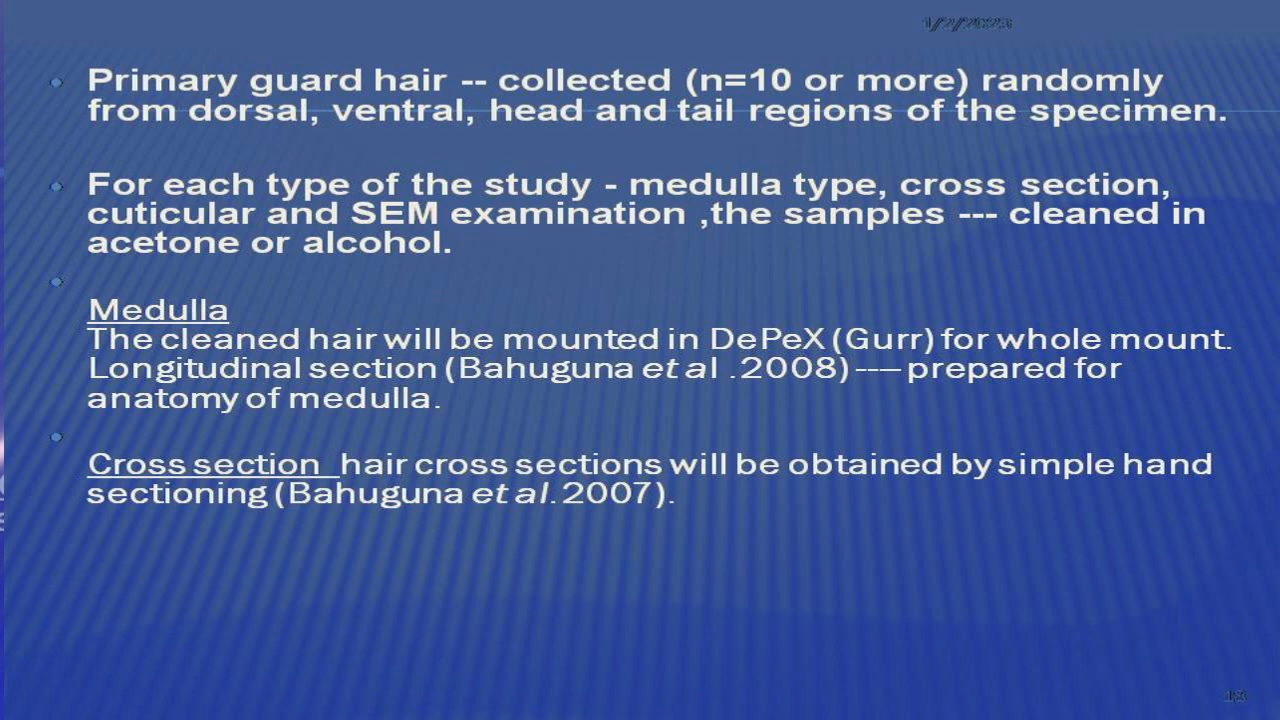 1/2/2023
Primary guard hair -- collected (n=10 or more) randomly
from dorsal, ventral, head and tail regions of the specimen.
For each type of the study - medulla type, cross section,
cuticular and SEM examination ,the samples --- cleaned in
acetone or alcohol.
Medulla
The cleaned hair will be mounted in DePeX (Gurr) for whole mount.
Longitudinal section (Bahuguna et al .2008) ---- prepared for
anatomy of medulla.
Cross section hair cross sections will be obtained by simple hand
sectioning (Bahuguna et al. 2007).